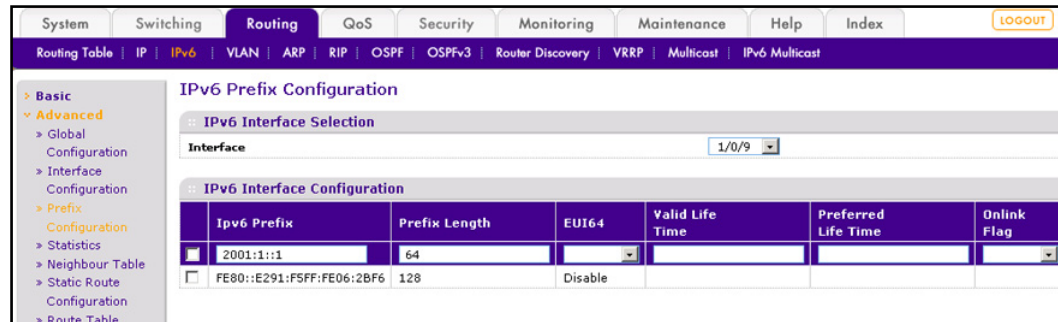 System Switching Routing QoS Security Monitoring Maintenance Help Index LOGOUT
Routing Table | IP | IPv6 | VLAN | ARP | RIP | OSPF | OSPFv3 | Router Discovery | VRRP | Multicast | IPv6 Multicast
Basic
Advanced
» Global
Configuration
» Interface
Configuration
» Prefix
Configuration
» Statistics
» Neighbour Table
» Static Route
Configuration
» Route Table
IPv6 Prefix Configuration
IPv6 Interface Selection
Interface 1/0/9
IPv6 Interface Configuration
Ipv6 Prefix Prefix Length EUI64 Valid Life Time Preferred Life Time Onlink Flag
2001:1::1 64
FE80::E291:F5FF:FE06:2BF6 128 Disable